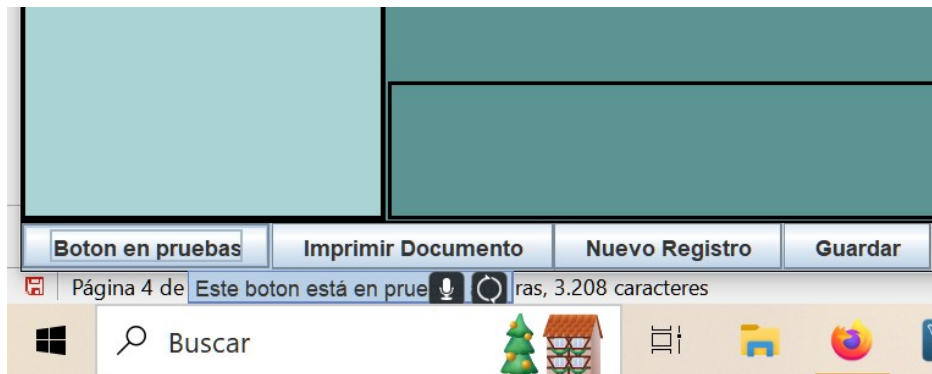 Boton en pruebas Imprimir Documento Nuevo Registro Guardar
Página 4 de Este boton está en prue ras, 3.208 caracteres
Buscar